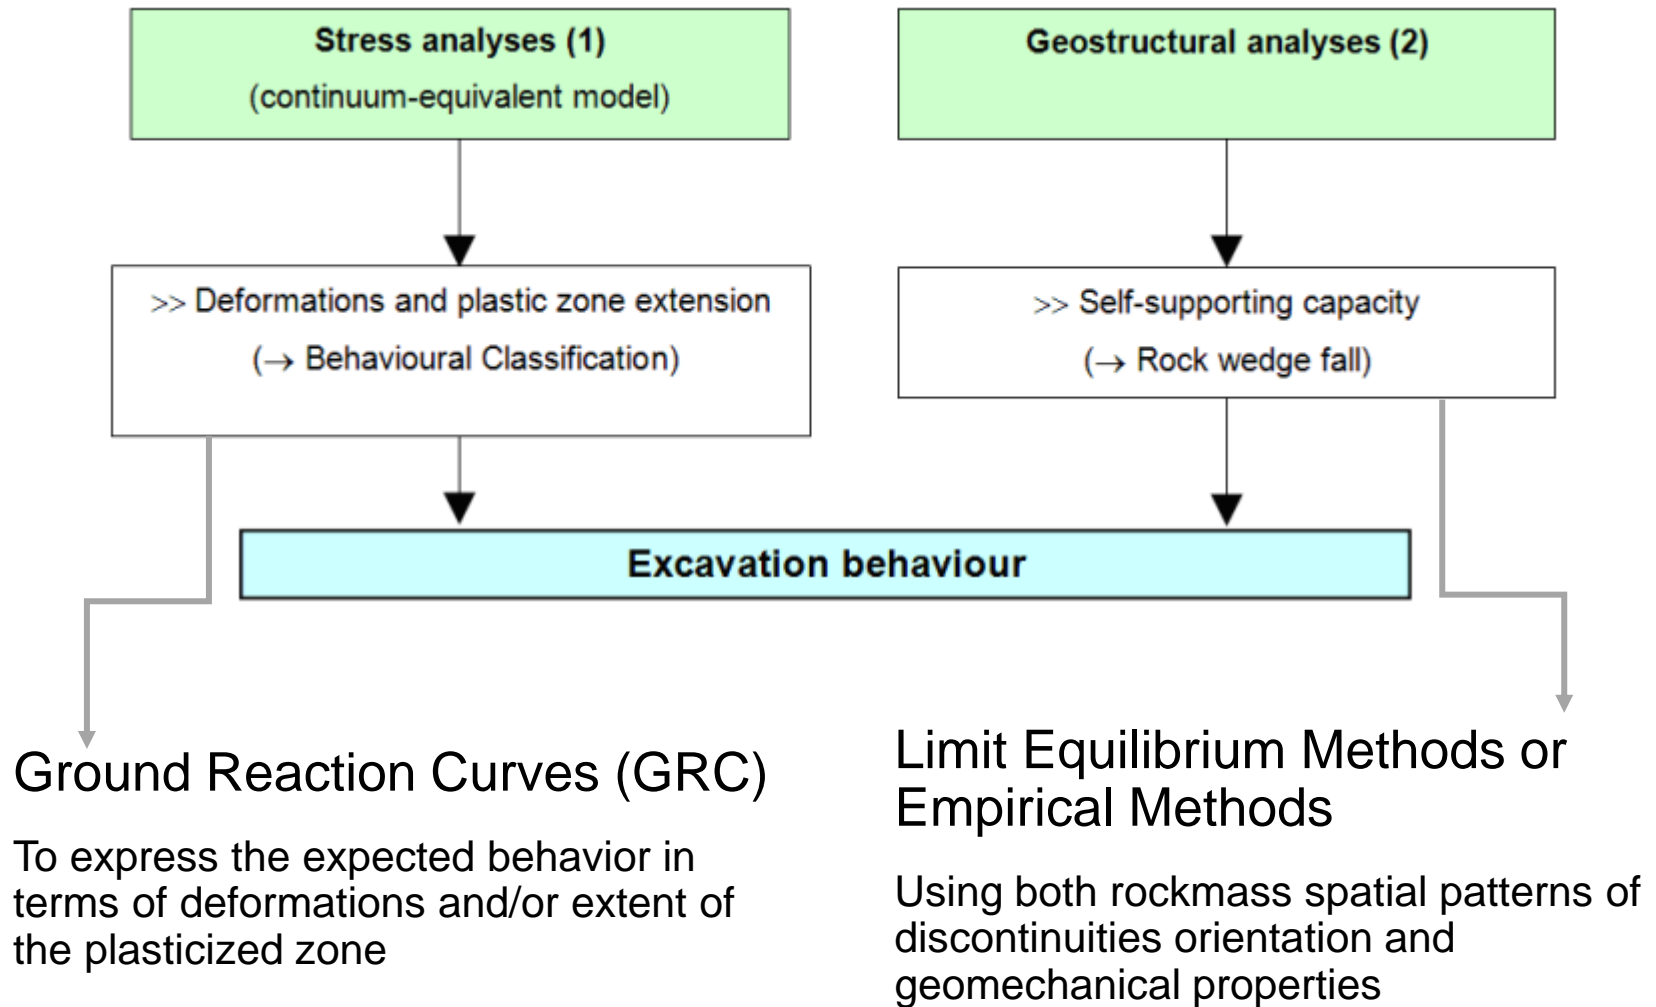 Stress analyses (1)
(continuum-equivalent model)
Geostructural analyses (2)
>> Deformations and plastic zone extension
(→ Behavioural Classification)
>> Self-supporting capacity
(→ Rock wedge fall)
Excavation behaviour
Ground Reaction Curves (GRC)
To express the expected behavior in
terms of deformations and/or extent of
the plasticized zone
Limit Equilibrium Methods or
Empirical Methods
Using both rockmass spatial patterns of
discontinuities orientation and
geomechanical properties